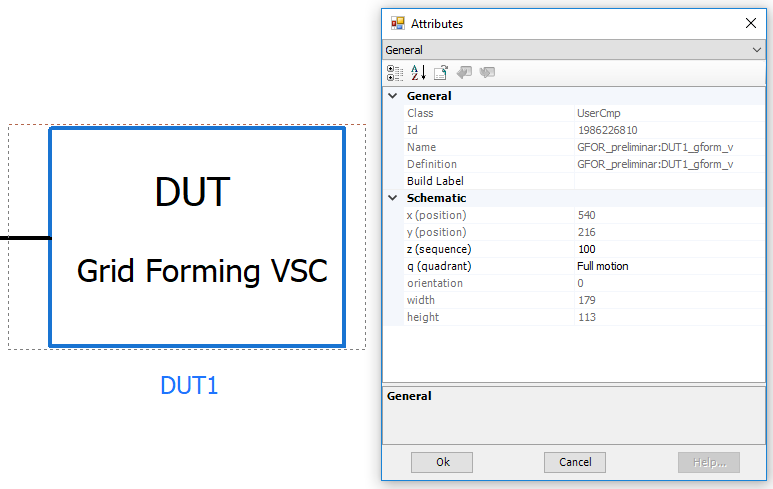 DUT
Grid Forming VSC
DUT1
Attributes
General
General
Class UserCmp
Id 1986226810
Name GFOR_preliminar:DUT1_gform_v
Definition GFOR_preliminar:DUT1_gform_v
Build Label
Schematic
x (position) 540
y (position) 216
z (sequence) 100
q (quadrant) Full motion
orientation 0
width 179
height 113
General
Ok Cancel Help...